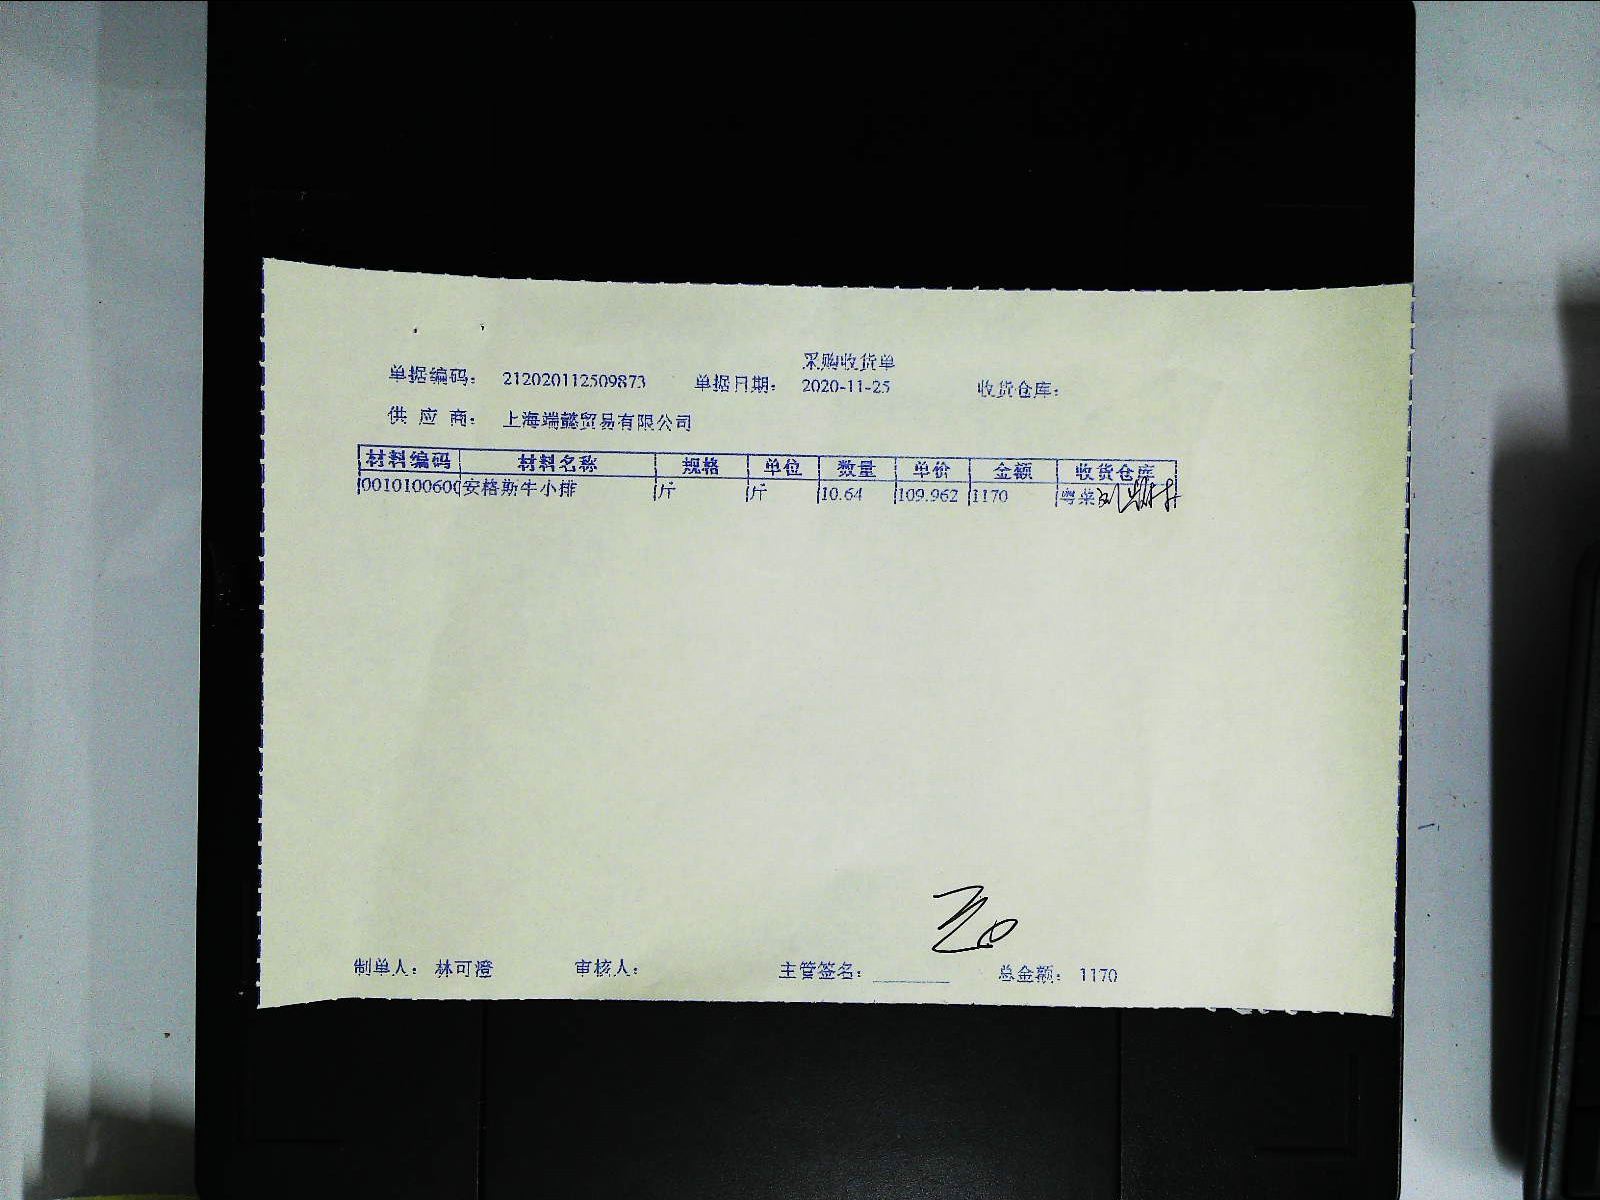 采购收货单
单据编码： 212020112509873 单据日期： 2020-11-25 收货仓库：
供 应 商： 上海端懿贸易有限公司
材料编码 材料名称 规格 单位 数量 单价 金额 收货仓库
0010100600 安格斯牛小排 斤 斤 10.64 109.962 1170 粤菜
制单人： 林可澄 审核人： 主管签名： 总金额： 1170